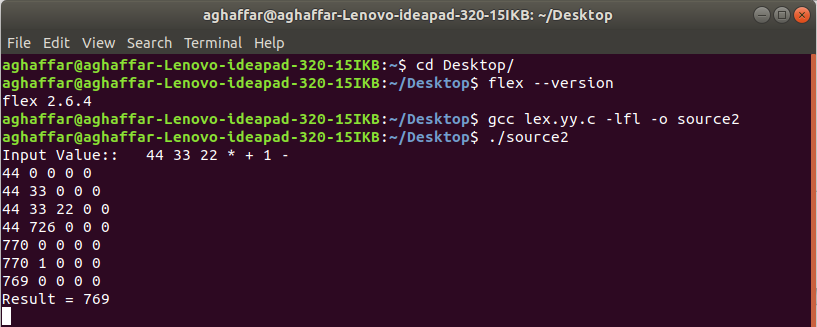 aghaffar@aghaffar-Lenovo-ideapad-320-15IKB: ~/Desktop
File Edit View Search Terminal Help
aghaffar@aghaffar-Lenovo-ideapad-320-15IKB:~$ cd Desktop/
aghaffar@aghaffar-Lenovo-ideapad-320-15IKB:~/Desktop$ flex --version
flex 2.6.4
aghaffar@aghaffar-Lenovo-ideapad-320-15IKB:~/Desktop$ gcc lex.yy.c -lfl -o source2
aghaffar@aghaffar-Lenovo-ideapad-320-15IKB:~/Desktop$ ./source2
Input Value::   44 33 22 * + 1 -
44 0 0 0 0
44 33 0 0 0
44 33 22 0 0
44 726 0 0 0
770 0 0 0 0
770 1 0 0 0
769 0 0 0 0
Result = 769